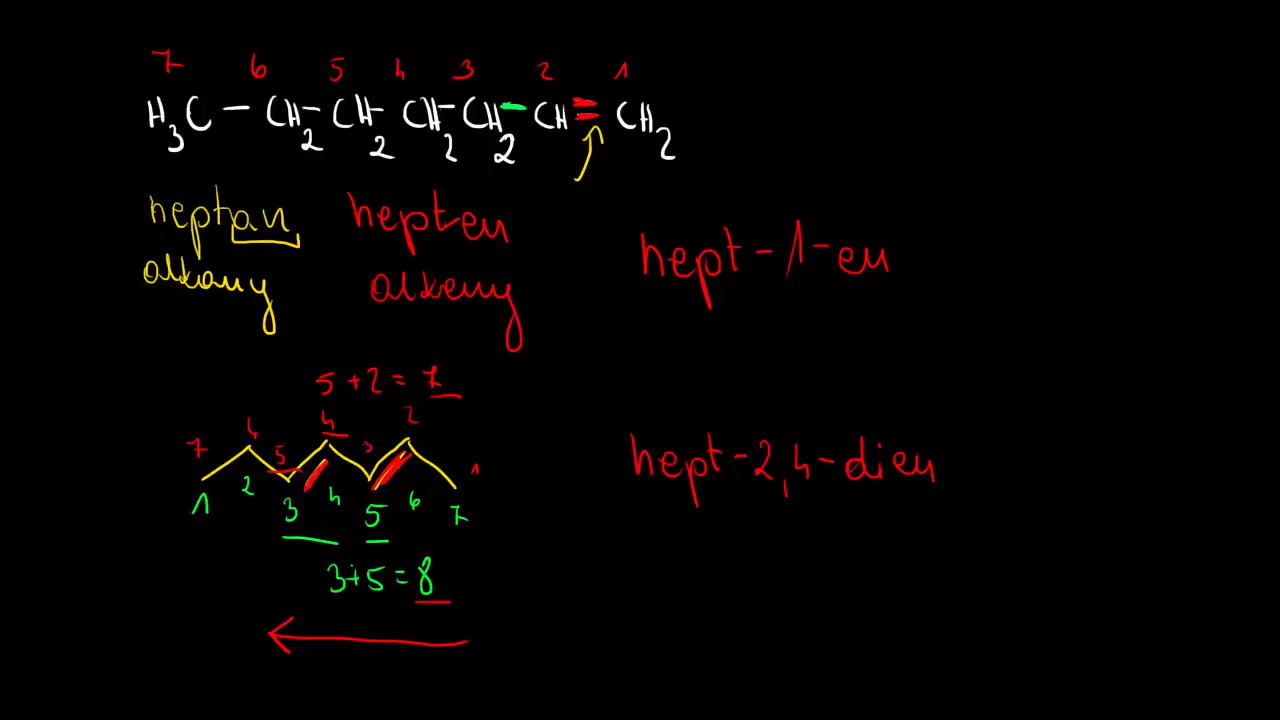 7 6 5 4 3 2 1
H3C - CH2 - CH2 - CH2 - CH2 - CH = CH2
heptan hepten hept-1-en
alkany alkeny
5 + 2 = 7
7 4 5 4 3 2 1
hept-2,4-dien
1 2 3 4 5 6 7
3+5=8